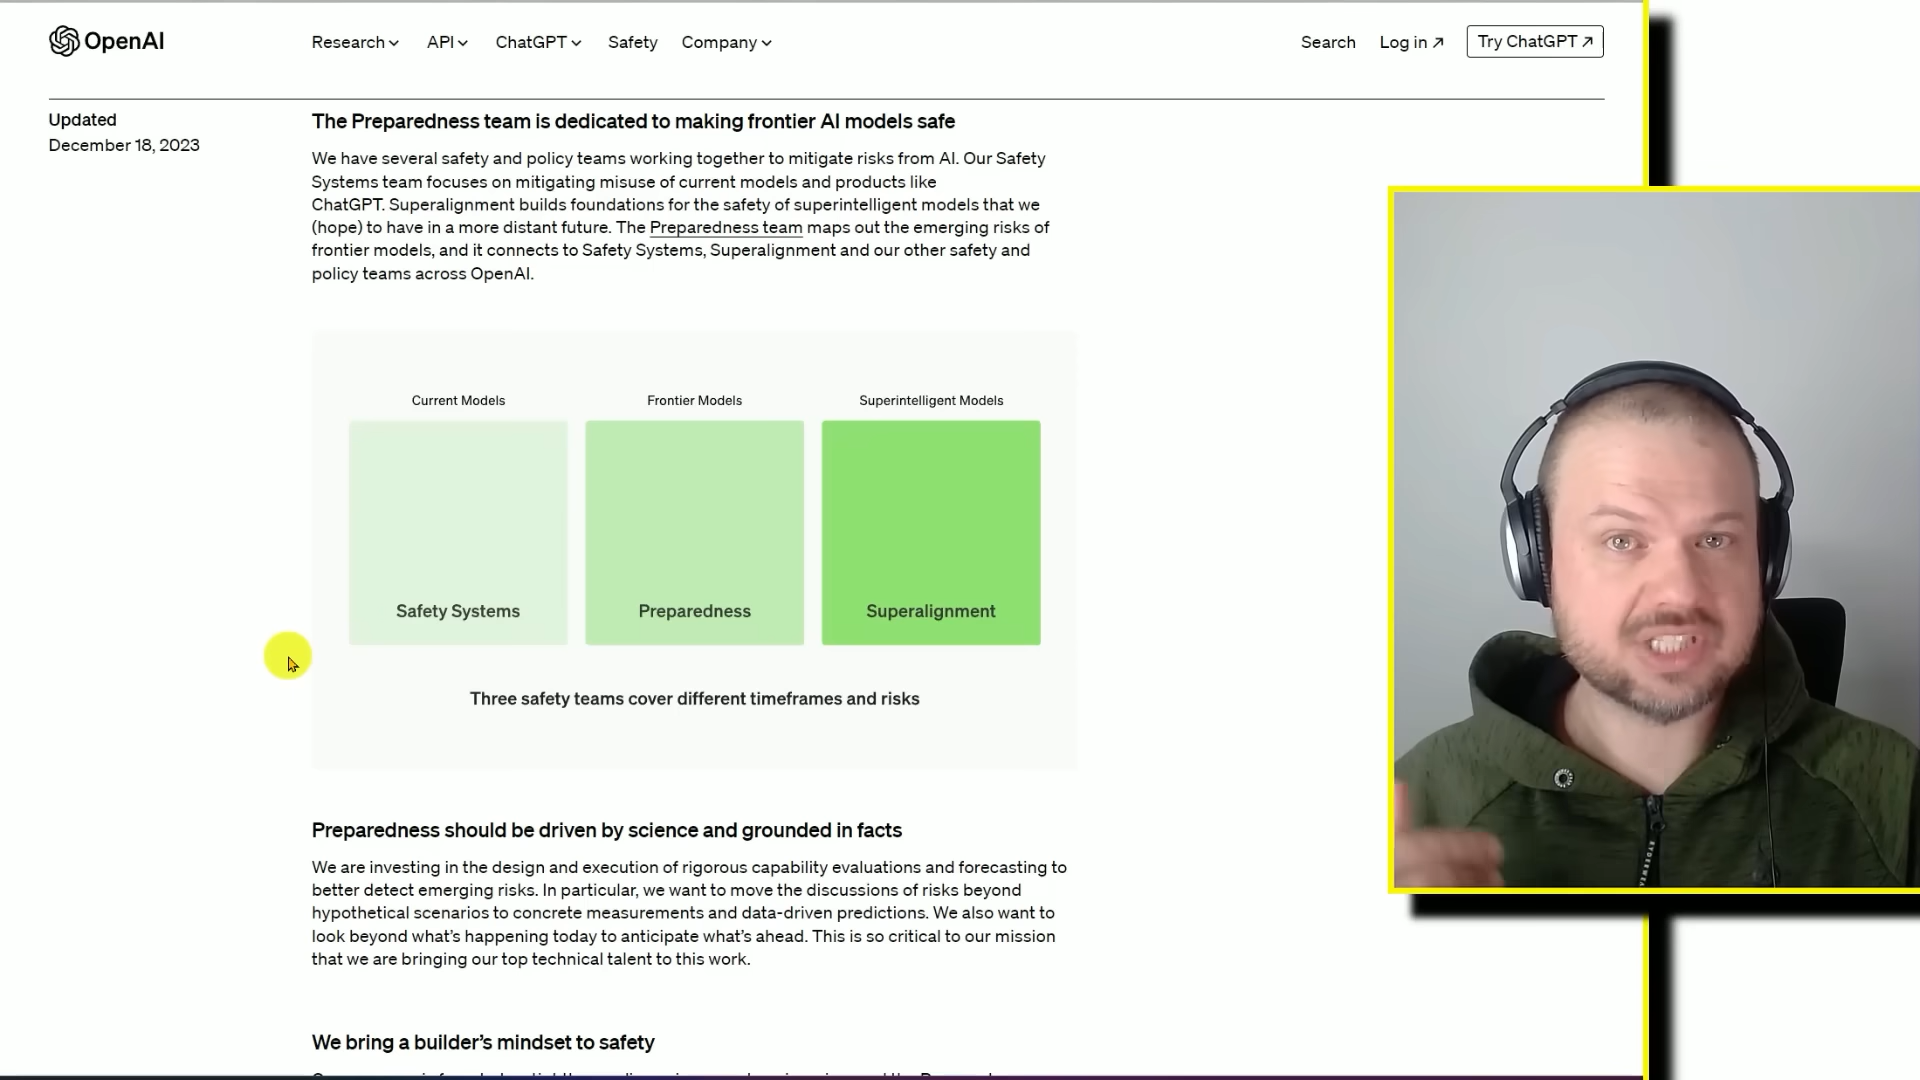 OpenAI
Research API ChatGPT Safety Company Search Log in Try ChatGPT
Updated
December 18, 2023
The Preparedness team is dedicated to making frontier AI models safe
We have several safety and policy teams working together to mitigate risks from AI. Our Safety
Systems team focuses on mitigating misuse of current models and products like
ChatGPT. Superalignment builds foundations for the safety of superintelligent models that we
(hope) to have in a more distant future. The Preparedness team maps out the emerging risks of
frontier models, and it connects to Safety Systems, Superalignment and our other safety and
policy teams across OpenAI.
Current Models Frontier Models Superintelligent Models
Safety Systems Preparedness Superalignment
Three safety teams cover different timeframes and risks
Preparedness should be driven by science and grounded in facts
We are investing in the design and execution of rigorous capability evaluations and forecasting to
better detect emerging risks. In particular, we want to move the discussions of risks beyond
hypothetical scenarios to concrete measurements and data-driven predictions. We also want to
look beyond what's happening today to anticipate what's ahead. This is so critical to our mission
that we are bringing our top technical talent to this work.
We bring a builder's mindset to safety